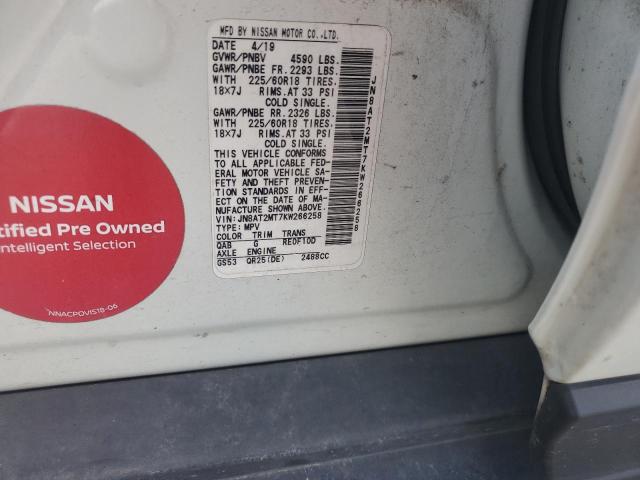 MFD BY NISSAN MOTOR CO.,LTD.
DATE 4/19
GVWR/PNBV 4590 LBS.
GAWR/PNBE FR. 2293 LBS.
WITH 225/60R18 TIRES.
18x7J RIMS.AT 33 PSI
COLD SINGLE.
GAWR/PNBE RR. 2326 LBS.
WITH 225/60R18 TIRES.
18x7J RIMS.AT 33 PSI
COLD SINGLE.
THIS VEHICLE CONFORMS
TO ALL APPLICABLE FED-
ERAL MOTOR VEHICLE SA-
FETY AND THEFT PREVEN-
TION STANDARDS IN EFF-
ECT ON THE DATE OF MA-
NUFACTURE SHOWN ABOVE.
VIN:JN8AT2MT7KW266258
TYPE:MPV
COLOR TRIM TRANS
QAB G RE0F10D
AXLE ENGINE
GS53 QR25(DE) 2488CC
JN8AT2MT7KW266258
NISSAN
rtified Pre Owned
Intelligent Selection
NNACPOVIS18-06